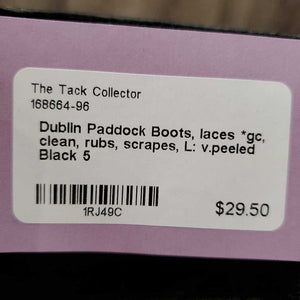 The Tack Collector
168664-96
Dublin Paddock Boots, laces *gc,
clean, rubs, scrapes, L: v.peeled
Black 5
1RJ49C
$29.50